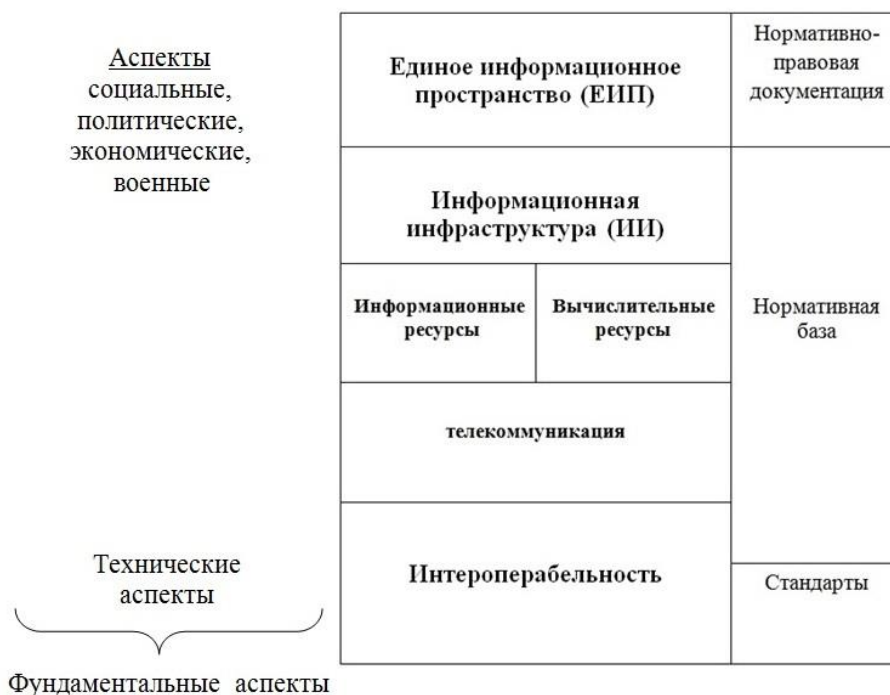 Аспекты
социальные,
политические,
экономические,
военные
Единое информационное
пространство (ЕИП)
Нормативно-
правовая
документация
Информационная
инфраструктура (ИИ)
Информационные
ресурсы
Вычислительные
ресурсы
Нормативная
база
телекоммуникация
Технические
аспекты
Интероперабельность
Стандарты
Фундаментальные аспекты